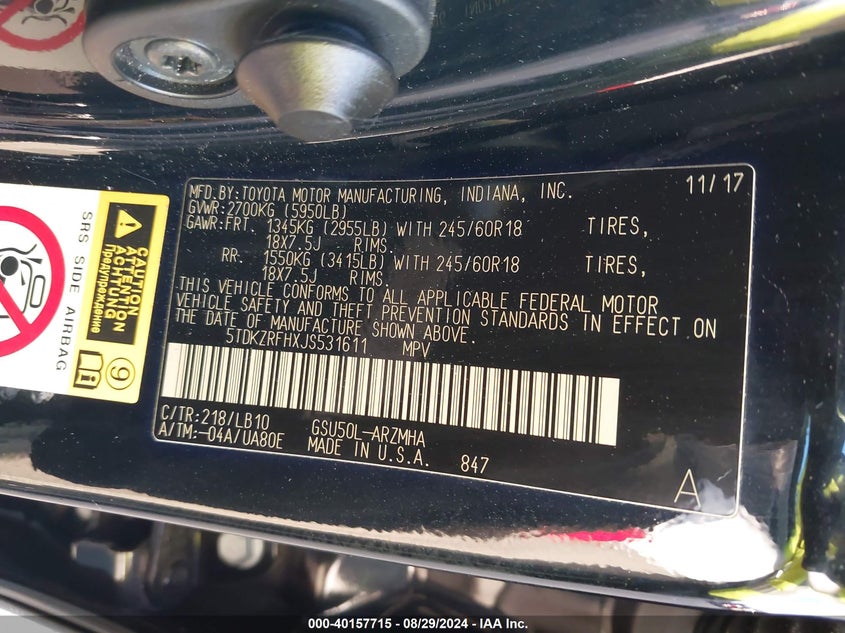 MFD.BY:TOYOTA MOTOR MANUFACTURING, INDIANA, INC. 11/17
GVWR:2700KG (5950LB)
GAWR:FRT. 1345KG (2955LB) WITH 245/60R18 TIRES,
18X7.5J RIMS.
RR. 1550KG (3415LB) WITH 245/60R18 TIRES,
18X7.5J RIMS.
THIS VEHICLE CONFORMS TO ALL APPLICABLE FEDERAL MOTOR
VEHICLE SAFETY AND THEFT PREVENTION STANDARDS IN EFFECT ON
THE DATE OF MANUFACTURE SHOWN ABOVE.
5TDKZRFHXJS531611 MPV
C/TR:218/LB10 GSU50L-ARZMHA
A/TM:-04A/UA80E MADE IN U.S.A. 847
A
SRS SIDE AIRBAG
CAUTION
ATTENTION
ACHTUNG
Предупреждение
9
000-40157715 - 08/29/2024 - IAA Inc.